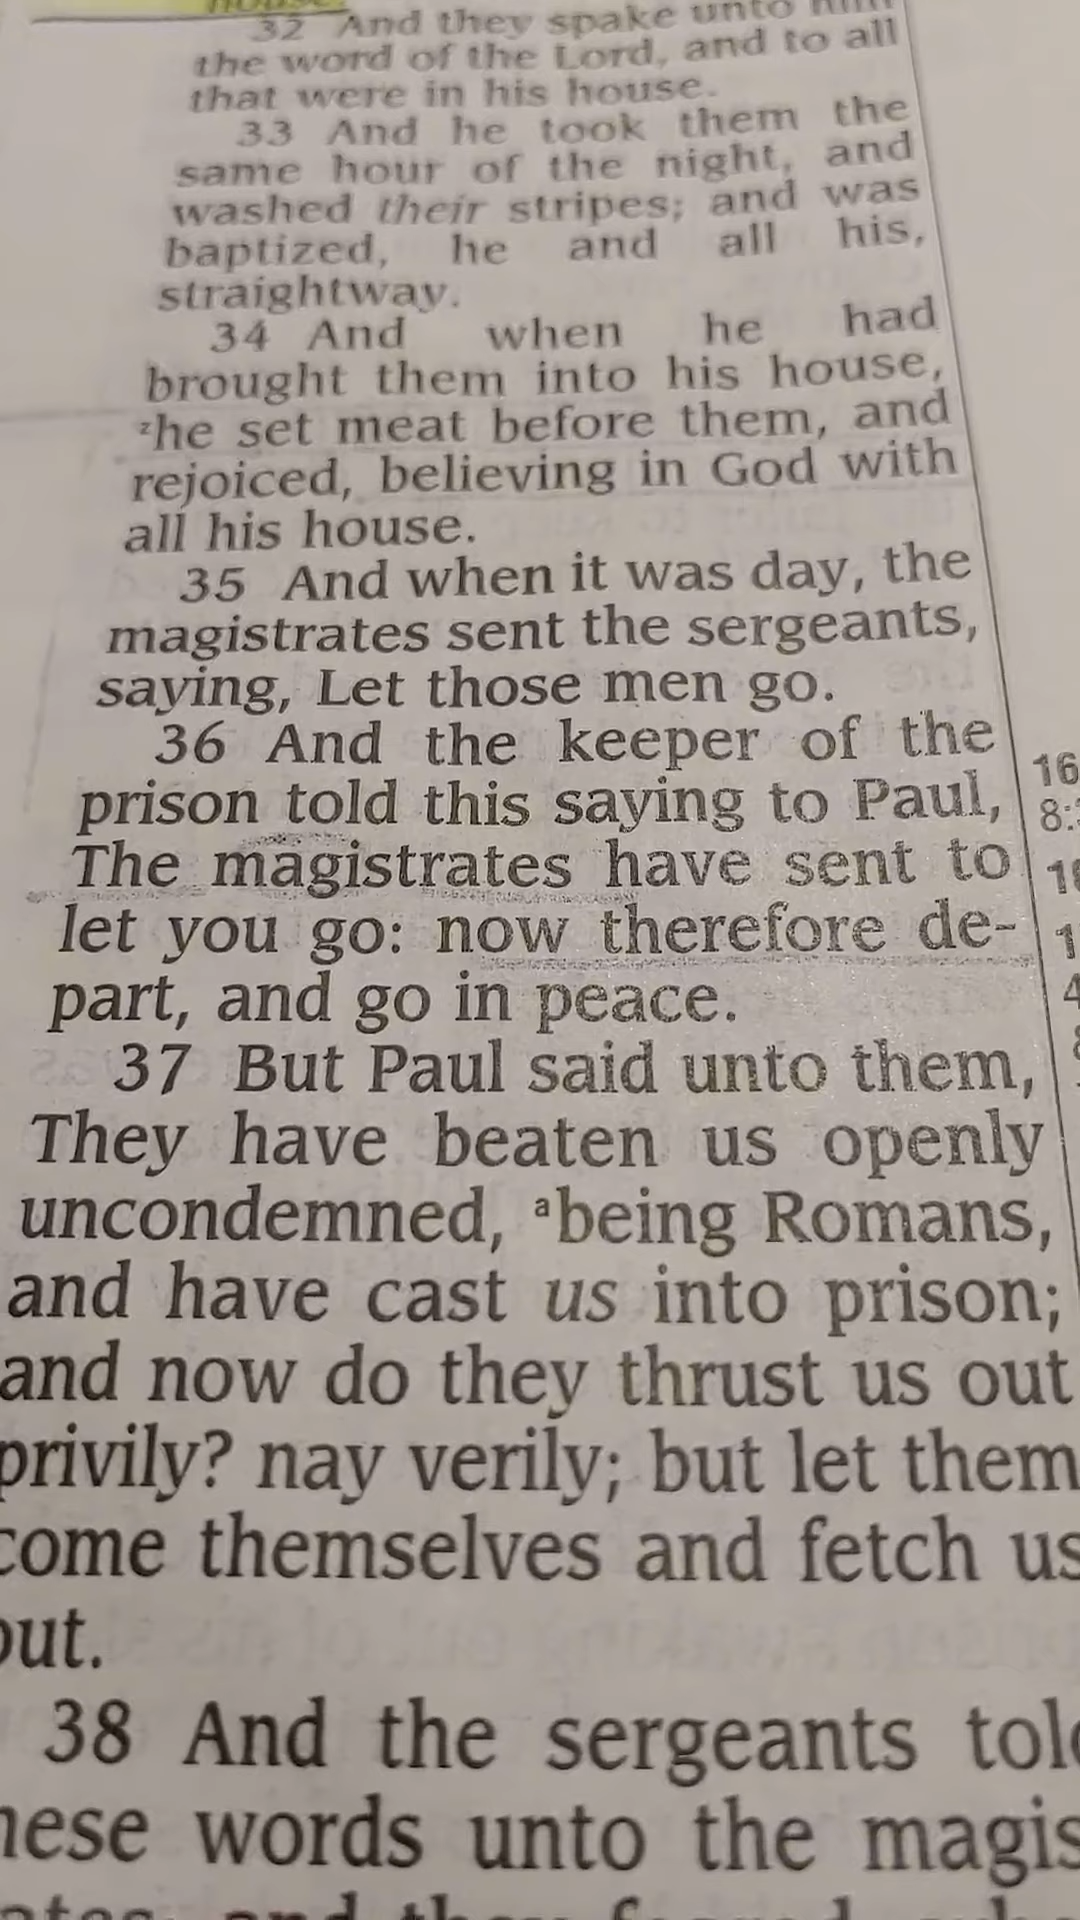 house.
32 And they spake unto him
the word of the Lord, and to all
that were in his house.
33 And he took them the
same hour of the night, and
washed their stripes; and was
baptized, he and all his,
straightway.
34 And when he had
brought them into his house,
zhe set meat before them, and
rejoiced, believing in God with
all his house.
35 And when it was day, the
magistrates sent the sergeants,
saying, Let those men go.
36 And the keeper of the
prison told this saying to Paul,
The magistrates have sent to
let you go: now therefore de-
part, and go in peace.
37 But Paul said unto them,
They have beaten us openly
uncondemned, abeing Romans,
and have cast us into prison;
and now do they thrust us out
privily? nay verily; but let them
come themselves and fetch us
out.
38 And the sergeants tol
hese words unto the magis
16
8: